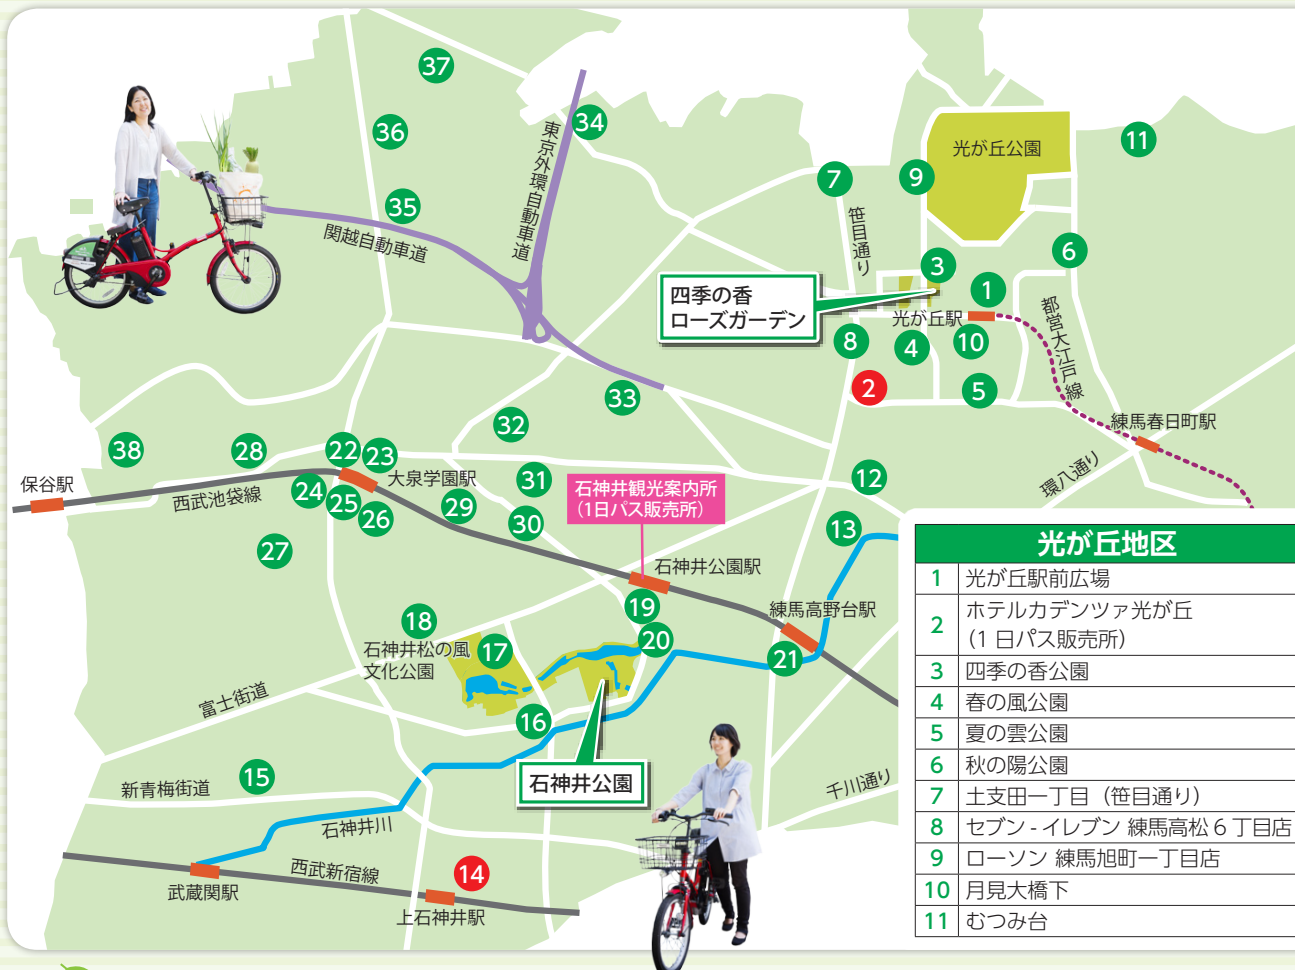 37
36
35
34
東京外環自動車道
関越自動車道
光が丘公園
11
7
9
笹目通り
6
3
1
四季の香
ローズガーデン
光が丘駅
都営大江戸線
8
4
10
2
5
33
32
練馬春日町駅
環八通り
38
28
22
23
大泉学園駅
保谷駅
西武池袋線
24
25
26
29
31
30
27
石神井観光案内所
（1日パス販売所）
12
13
石神井公園駅
19
練馬高野台駅
18
石神井松の風
文化公園
17
20
21
富士街道
16
石神井公園
15
新青梅街道
石神井川
千川通り
武蔵関駅
西武新宿線
14
上石神井駅
光が丘地区
1 光が丘駅前広場
2 ホテルカデンツァ光が丘
（1 日パス販売所）
3 四季の香公園
4 春の風公園
5 夏の雲公園
6 秋の陽公園
7 土支田一丁目（笹目通り）
8 セブン - イレブン 練馬高松 6 丁目店
9 ローソン 練馬旭町一丁目店
10 月見大橋下
11 むつみ台